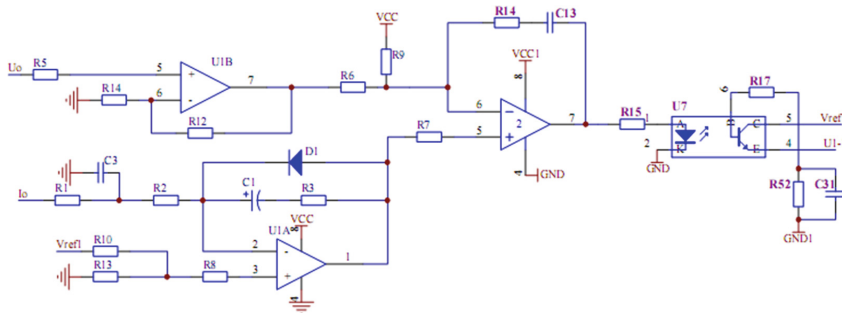 R14
C13
VCC
R5
Uo
5
+
U1B
R9
VCC1
8
R14
6
-
7
R6
R12
6
−
2
7
5
+
R7
4
GND
R15
1
U7
A
K
2
GND
6
B
C
E
R17
5
Vref
4
U1-
R52
C31
GND1
C3
D1
Io
R1
R2
C1
+
R3
U1A
VCC
8
Vref1
R10
R13
R8
2
-
3
+
1
4